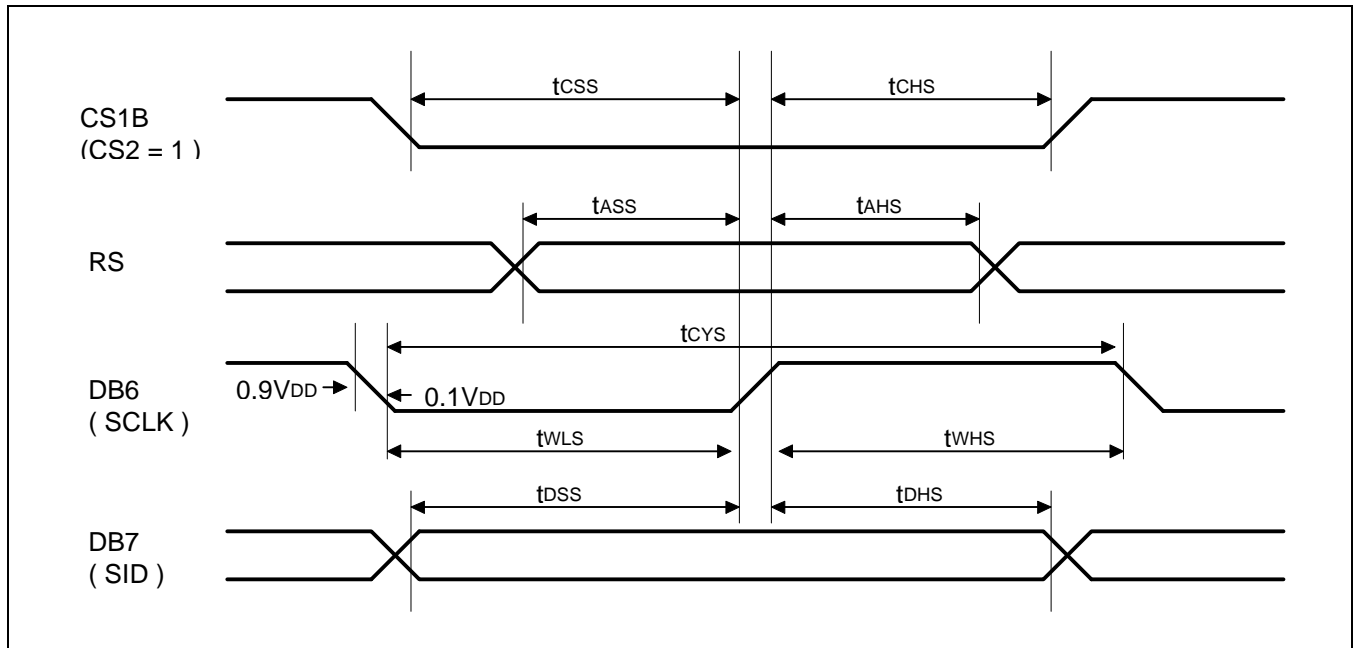 tCSS
tCHS
CS1B
(CS2 = 1 )
tASS
tAHS
RS
tCYS
DB6
( SCLK )
0.9VDD
0.1VDD
tWLS
tWHS
tDSS
tDHS
DB7
( SID )